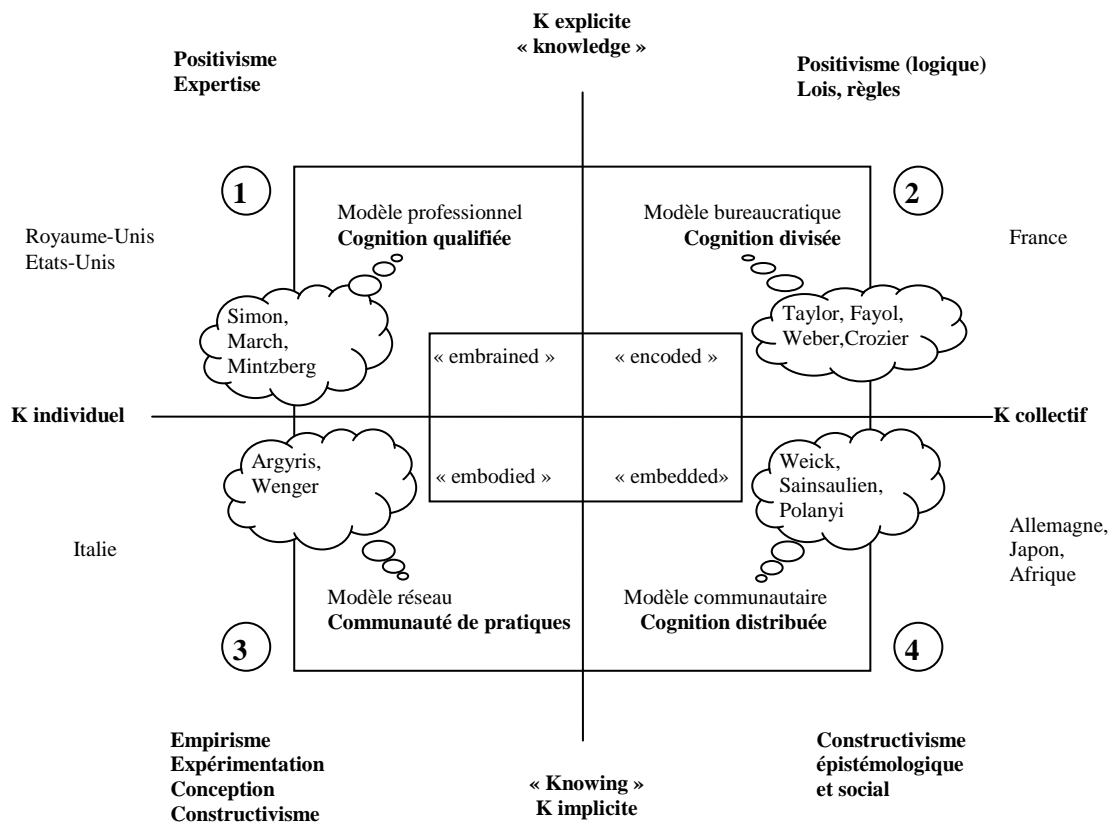 K explicite
« knowledge »
Positivisme
Expertise
Positivisme (logique)
Lois, règles
1
2
Modèle professionnel
Cognition qualifiée
Modèle bureaucratique
Cognition divisée
Royaume-Unis
Etats-Unis
France
Simon,
March,
Mintzberg
Taylor, Fayol,
Weber,Crozier
« embrained »
« encoded »
K individuel
K collectif
Argyris,
Wenger
« embodied »
« embedded»
Weick,
Sainsaulien,
Polanyi
Italie
Allemagne,
Japon,
Afrique
Modèle réseau
Communauté de pratiques
Modèle communautaire
Cognition distribuée
3
4
Empirisme
Expérimentation
Conception
Constructivisme
« Knowing »
K implicite
Constructivisme
épistémologique
et social